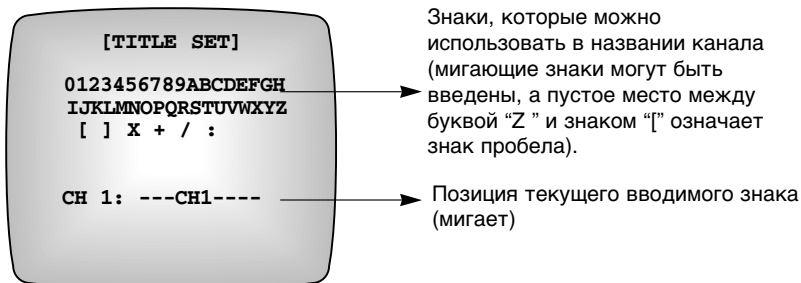 [TITLE SET]
0123456789ABCDEFGH
IJKLMNOPQRSTUVWXYZ
[ ] X + / :
CH 1: ---CH1----
Знаки, которые можно
использовать в названии канала
(мигающие знаки могут быть
введены, а пустое место между
буквой “Z ” и знаком “[” означает
знак пробела).
Позиция текущего вводимого знака
(мигает)